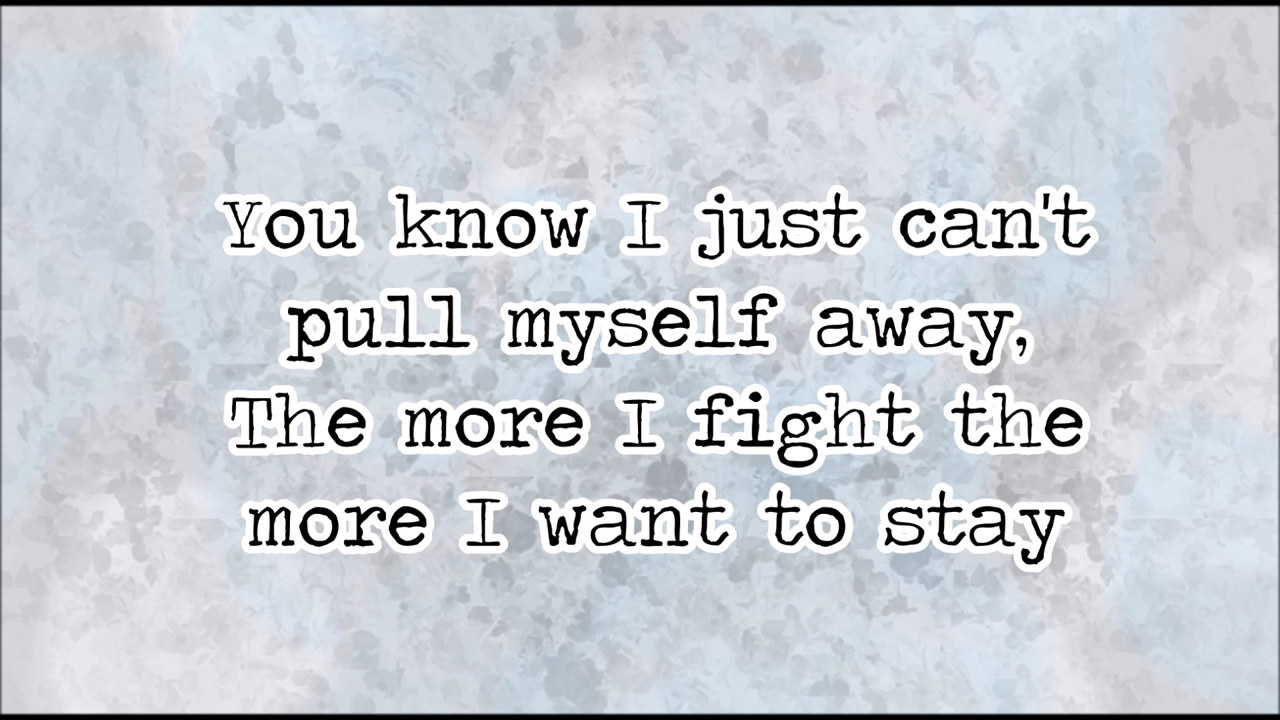 You know I just can't
pull myself away,
The more I fight the
more I want to stay